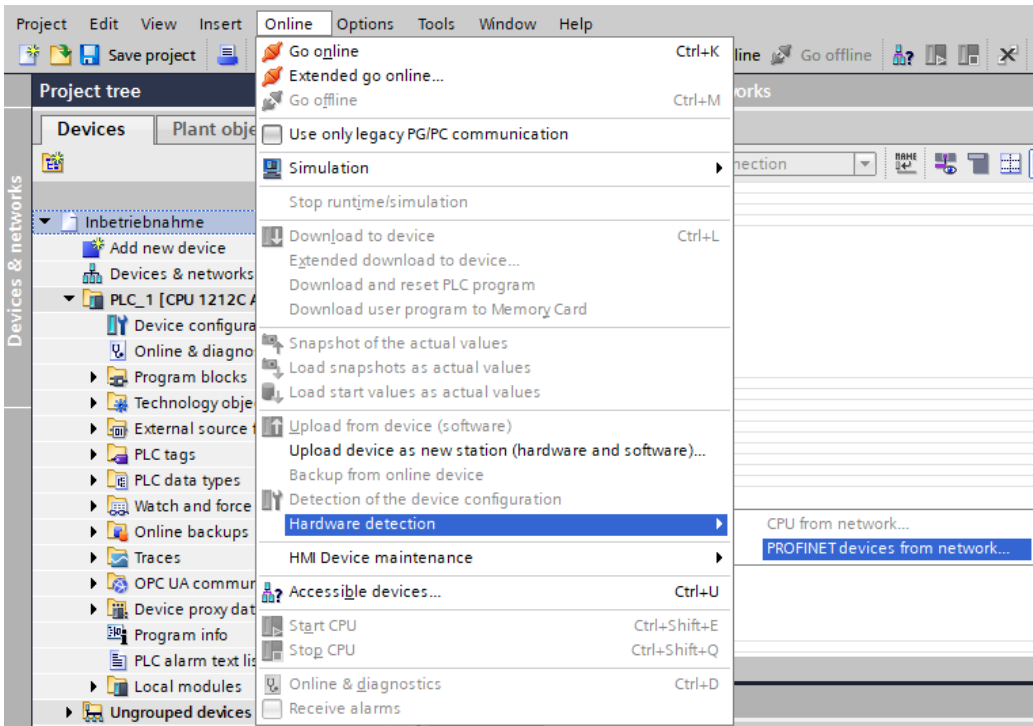 Project Edit View Insert Online Options Tools Window Help
Save project
line Go offline
Project tree
orks
Devices Plant obje
Devices & networks
nection
Inbetriebnahme
Add new device
Devices & networks
PLC_1 [CPU 1212C A
Device configura
Online & diagno
Program blocks
Technology obje
External source f
PLC tags
PLC data types
Watch and force
Online backups
Traces
OPC UA commun
Device proxy dat
Program info
PLC alarm text lis
Local modules
Ungrouped devices
Go online Ctrl+K
Extended go online...
Go offline Ctrl+M
Use only legacy PG/PC communication
Simulation
Stop runtime/simulation
Download to device Ctrl+L
Extended download to device...
Download and reset PLC program
Download user program to Memory Card
Snapshot of the actual values
Load snapshots as actual values
Load start values as actual values
Upload from device (software)
Upload device as new station (hardware and software)...
Backup from online device
Detection of the device configuration
Hardware detection
CPU from network...
PROFINET devices from network...
HMI Device maintenance
Accessible devices... Ctrl+U
Start CPU Ctrl+Shift+E
Stop CPU Ctrl+Shift+Q
Online & diagnostics Ctrl+D
Receive alarms